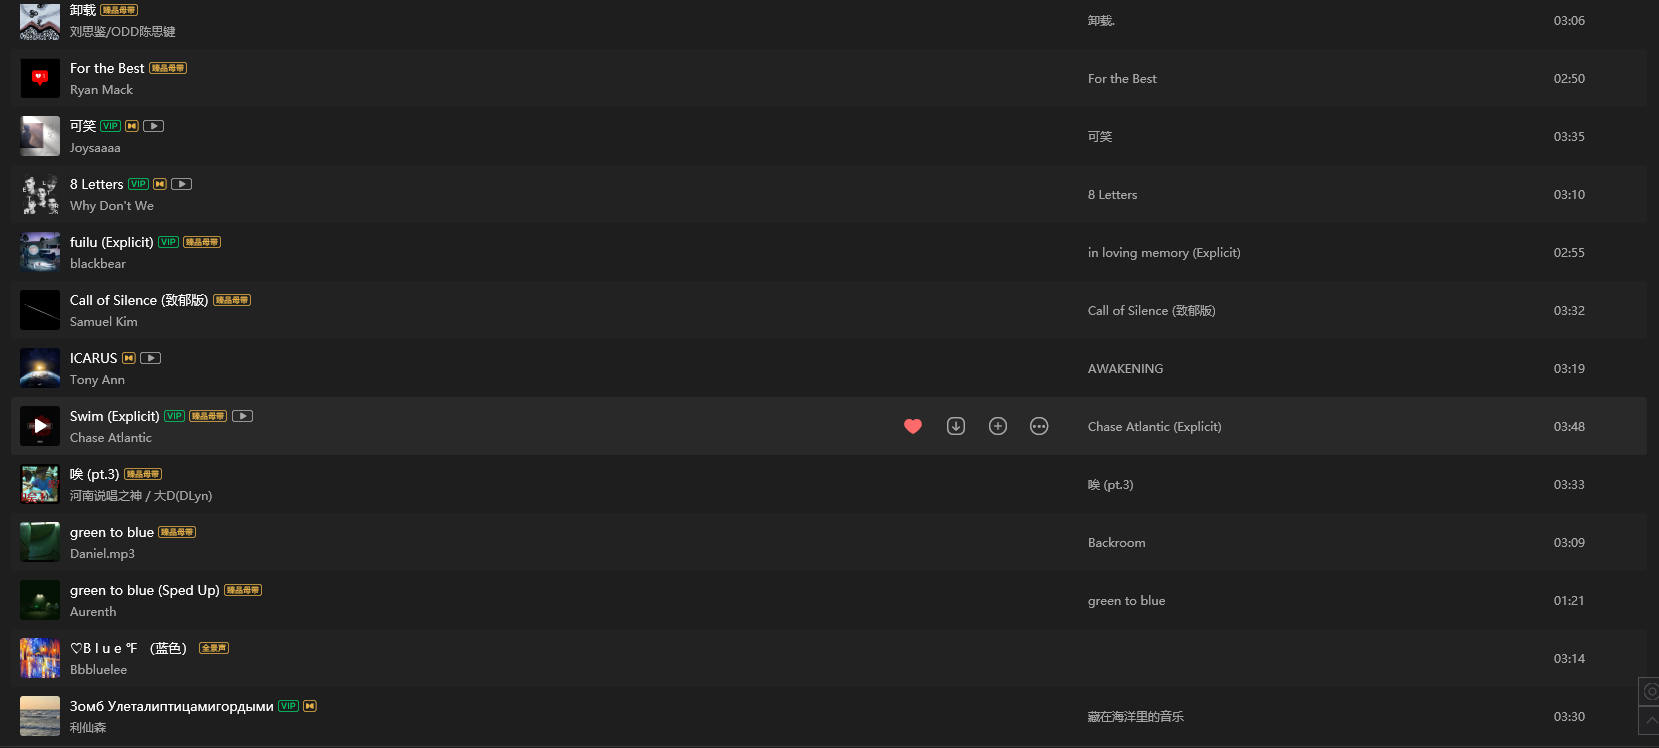 卸载 臻品母带
刘思鉴/ODD陈思键
卸载.
03:06
For the Best 臻品母带
Ryan Mack
For the Best
02:50
可笑 VIP
Joysaaaa
可笑
03:35
8 Letters VIP
Why Don't We
8 Letters
03:10
fuilu (Explicit) VIP 臻品母带
blackbear
in loving memory (Explicit)
02:55
Call of Silence (致郁版) 臻品母带
Samuel Kim
Call of Silence (致郁版)
03:32
ICARUS
Tony Ann
AWAKENING
03:19
Swim (Explicit) VIP 臻品母带
Chase Atlantic
Chase Atlantic (Explicit)
03:48
唉 (pt.3) 臻品母带
河南说唱之神 / 大D(DLyn)
唉 (pt.3)
03:33
green to blue 臻品母带
Daniel.mp3
Backroom
03:09
green to blue (Sped Up) 臻品母带
Aurenth
green to blue
01:21
♡B l u e ℉ （蓝色） 全景声
Bbbluelee
03:14
Зомб Улеталиптицамигордыми VIP
利仙森
藏在海洋里的音乐
03:30